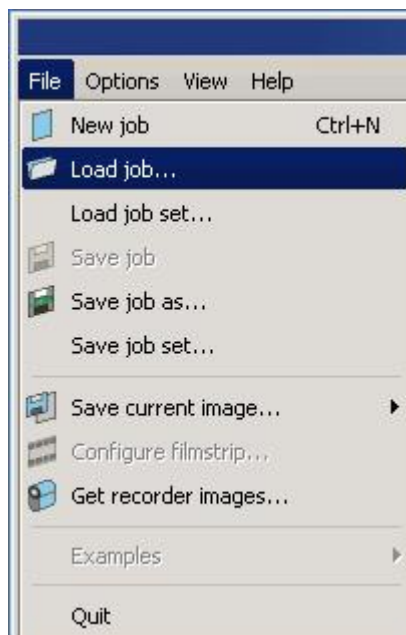 File Options View Help
New job Ctrl+N
Load job...
Load job set...
Save job
Save job as...
Save job set...
Save current image...
Configure filmstrip...
Get recorder images...
Examples
Quit